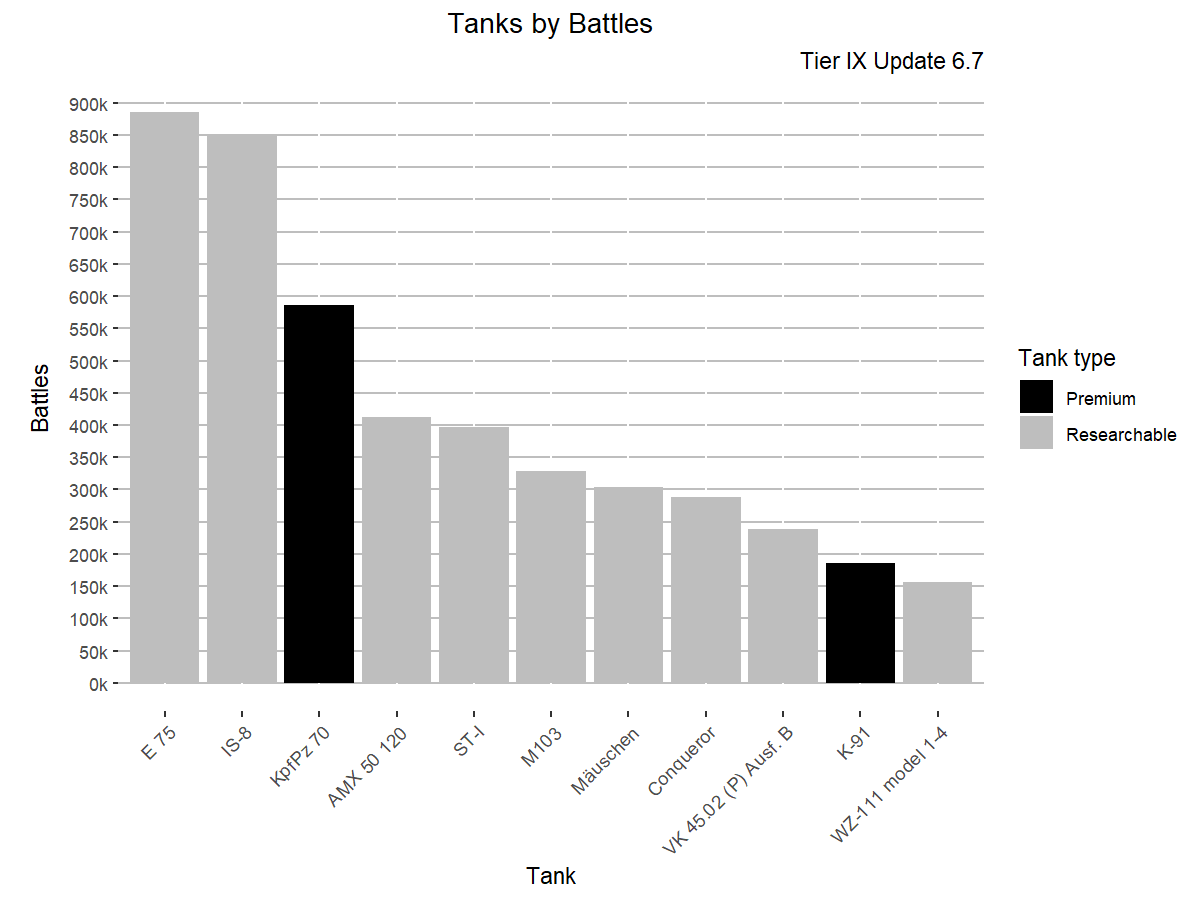 Tanks by Battles
Tier IX Update 6.7
Battles
900k
850k
800k
750k
700k
650k
600k
550k
500k
450k
400k
350k
300k
250k
200k
150k
100k
50k
0k
E 75
IS-8
KpfPz 70
AMX 50 120
ST-I
M103
Mäuschen
Conqueror
VK 45.02 (P) Ausf. B
K-91
WZ-111 model 1-4
Tank
Tank type
Premium
Researchable